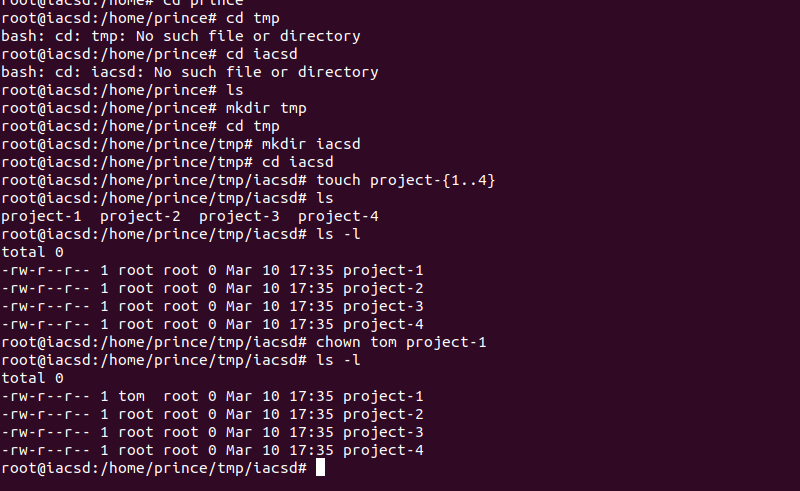 root@iacsd:/home# cd prince
root@iacsd:/home/prince# cd tmp
bash: cd: tmp: No such file or directory
root@iacsd:/home/prince# cd iacsd
bash: cd: iacsd: No such file or directory
root@iacsd:/home/prince# ls
root@iacsd:/home/prince# mkdir tmp
root@iacsd:/home/prince# cd tmp
root@iacsd:/home/prince/tmp# mkdir iacsd
root@iacsd:/home/prince/tmp# cd iacsd
root@iacsd:/home/prince/tmp/iacsd# touch project-{1..4}
root@iacsd:/home/prince/tmp/iacsd# ls
project-1  project-2  project-3  project-4
root@iacsd:/home/prince/tmp/iacsd# ls -l
total 0
-rw-r--r-- 1 root root 0 Mar 10 17:35 project-1
-rw-r--r-- 1 root root 0 Mar 10 17:35 project-2
-rw-r--r-- 1 root root 0 Mar 10 17:35 project-3
-rw-r--r-- 1 root root 0 Mar 10 17:35 project-4
root@iacsd:/home/prince/tmp/iacsd# chown tom project-1
root@iacsd:/home/prince/tmp/iacsd# ls -l
total 0
-rw-r--r-- 1 tom  root 0 Mar 10 17:35 project-1
-rw-r--r-- 1 root root 0 Mar 10 17:35 project-2
-rw-r--r-- 1 root root 0 Mar 10 17:35 project-3
-rw-r--r-- 1 root root 0 Mar 10 17:35 project-4
root@iacsd:/home/prince/tmp/iacsd#